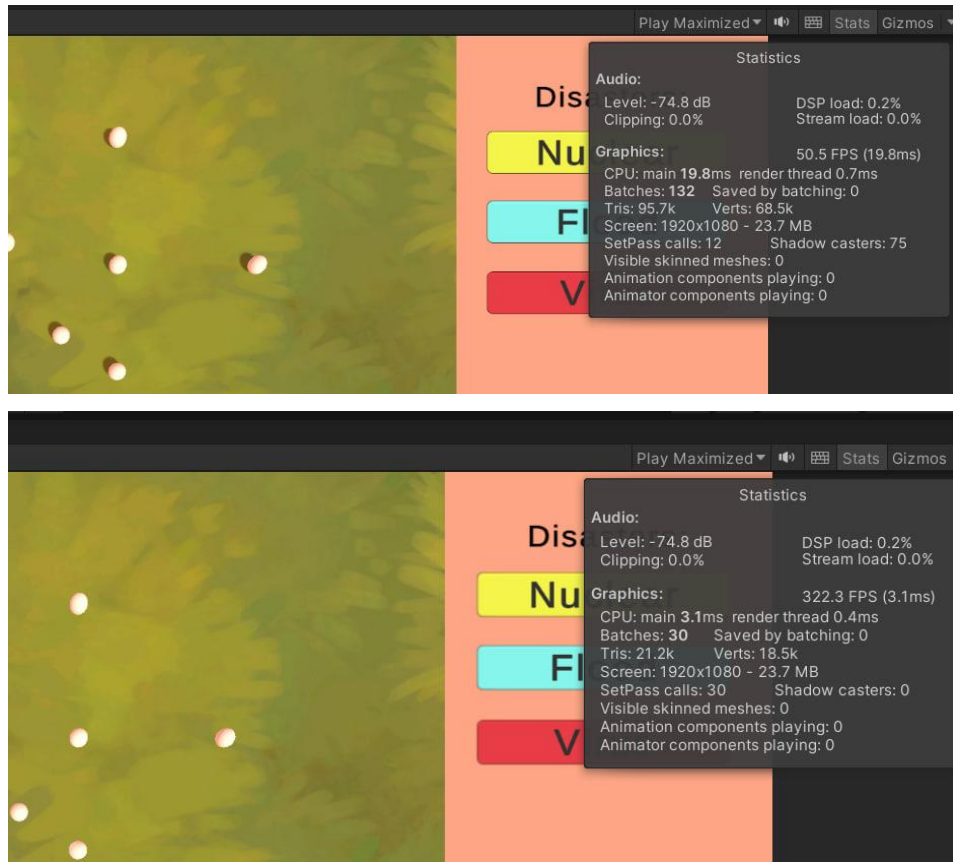 Play Maximized Stats Gizmos
Statistics
Audio:
Level: -74.8 dB DSP load: 0.2%
Clipping: 0.0% Stream load: 0.0%
Graphics: 50.5 FPS (19.8ms)
CPU: main 19.8ms render thread 0.7ms
Batches: 132 Saved by batching: 0
Tris: 95.7k Verts: 68.5k
Screen: 1920x1080 - 23.7 MB
SetPass calls: 12 Shadow casters: 75
Visible skinned meshes: 0
Animation components playing: 0
Animator components playing: 0
Play Maximized Stats Gizmos
Statistics
Audio:
Level: -74.8 dB DSP load: 0.2%
Clipping: 0.0% Stream load: 0.0%
Graphics: 322.3 FPS (3.1ms)
CPU: main 3.1ms render thread 0.4ms
Batches: 30 Saved by batching: 0
Tris: 21.2k Verts: 18.5k
Screen: 1920x1080 - 23.7 MB
SetPass calls: 30 Shadow casters: 0
Visible skinned meshes: 0
Animation components playing: 0
Animator components playing: 0